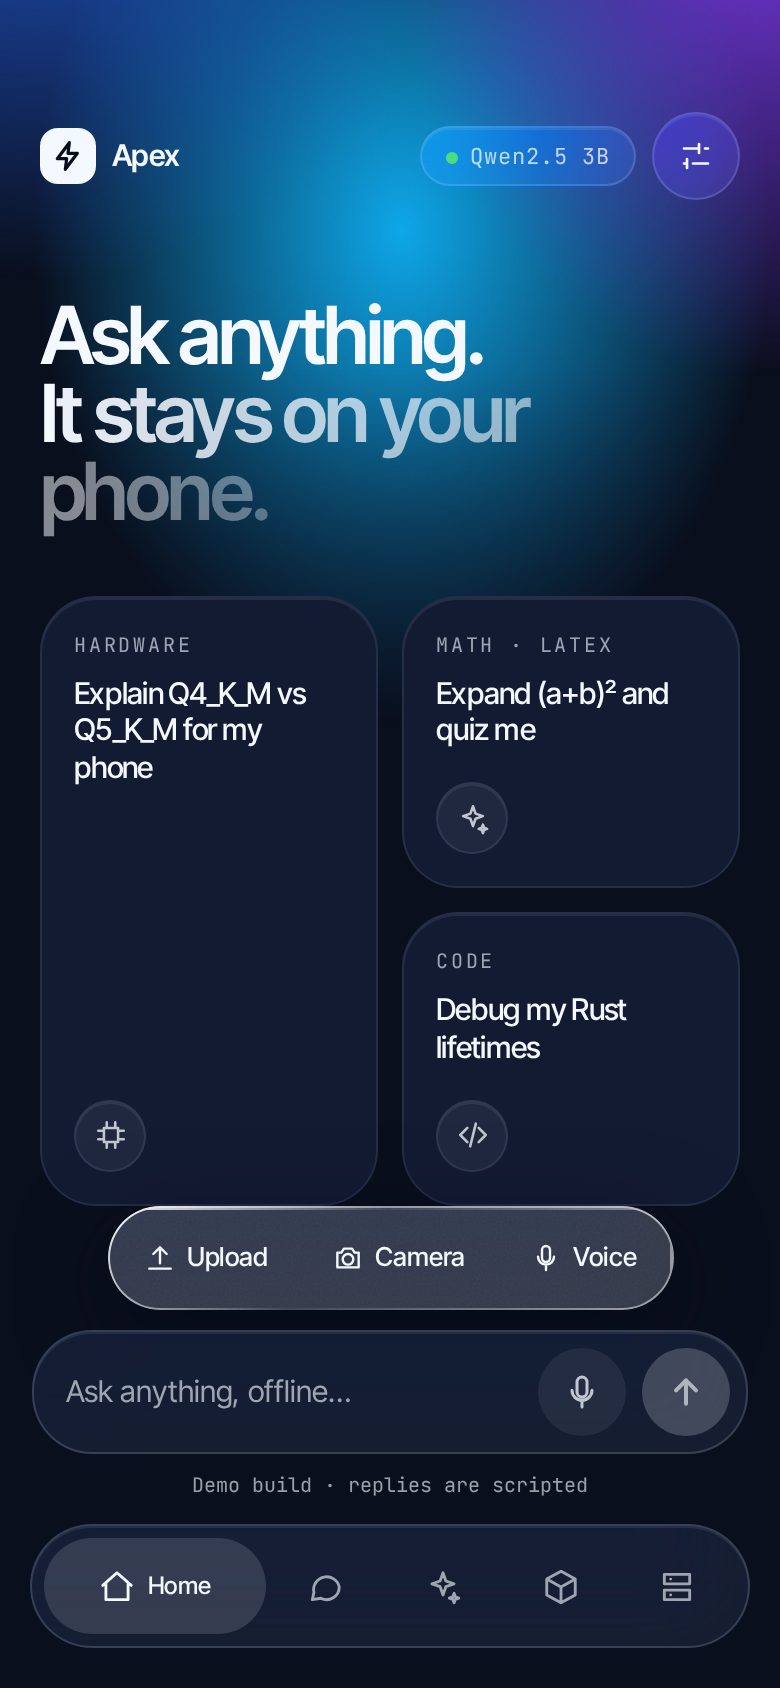 Apex
Qwen2.5 3B
Ask anything.
It stays on your
phone.
HARDWARE
Explain Q4_K_M vs
Q5_K_M for my
phone
MATH · LATEX
Expand (a+b)² and
quiz me
CODE
Debug my Rust
lifetimes
Upload
Camera
Voice
Ask anything, offline...
Demo build · replies are scripted
Home